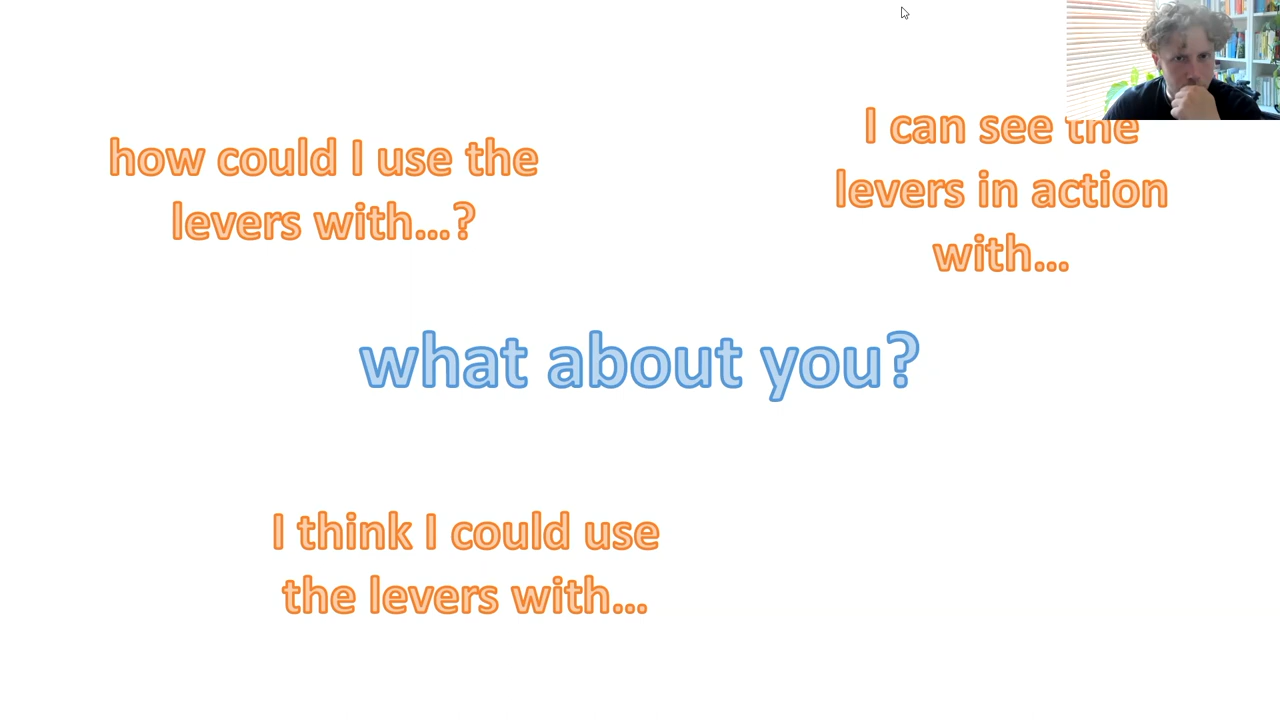 how could I use the
levers with...?
I can see the
levers in action
with...
what about you?
I think I could use
the levers with...